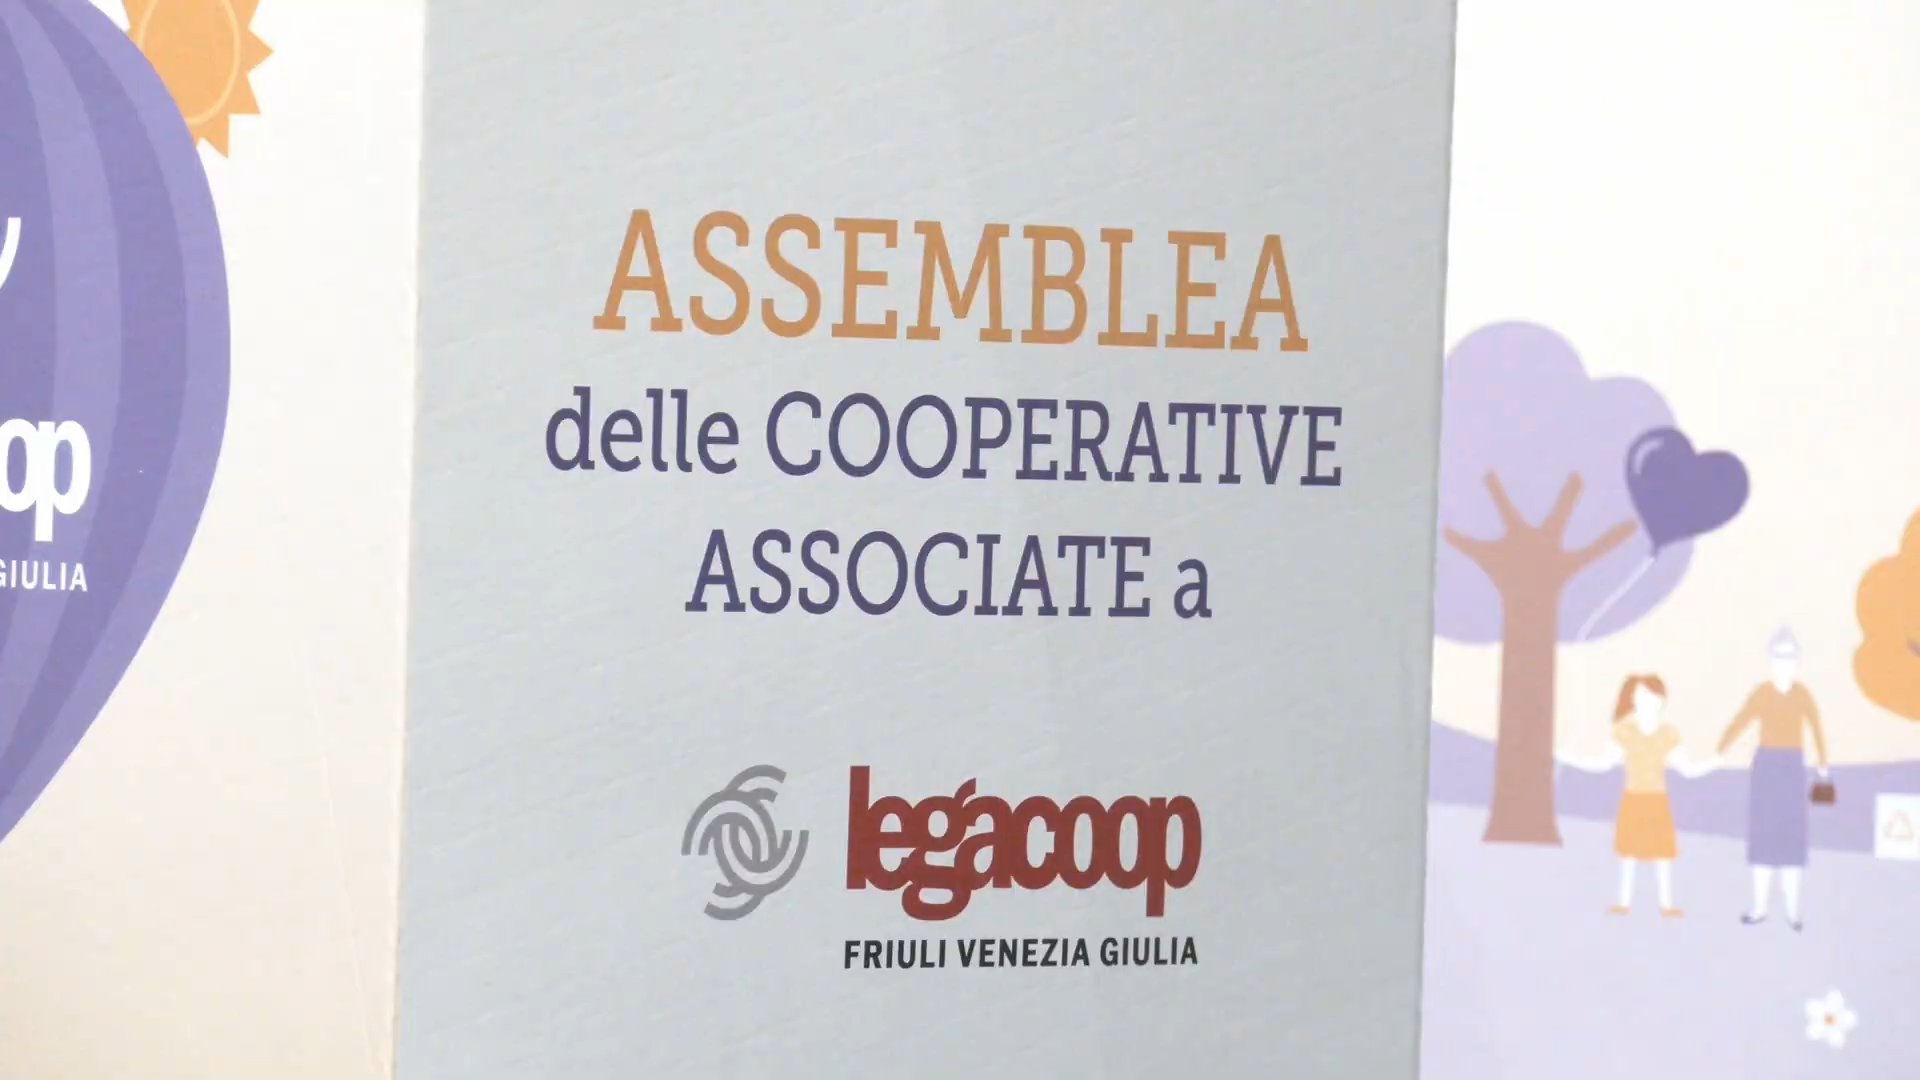 ASSEMBLEA
delle COOPERATIVE
ASSOCIATE a
legacoop
FRIULI VENEZIA GIULIA
op
GIULIA